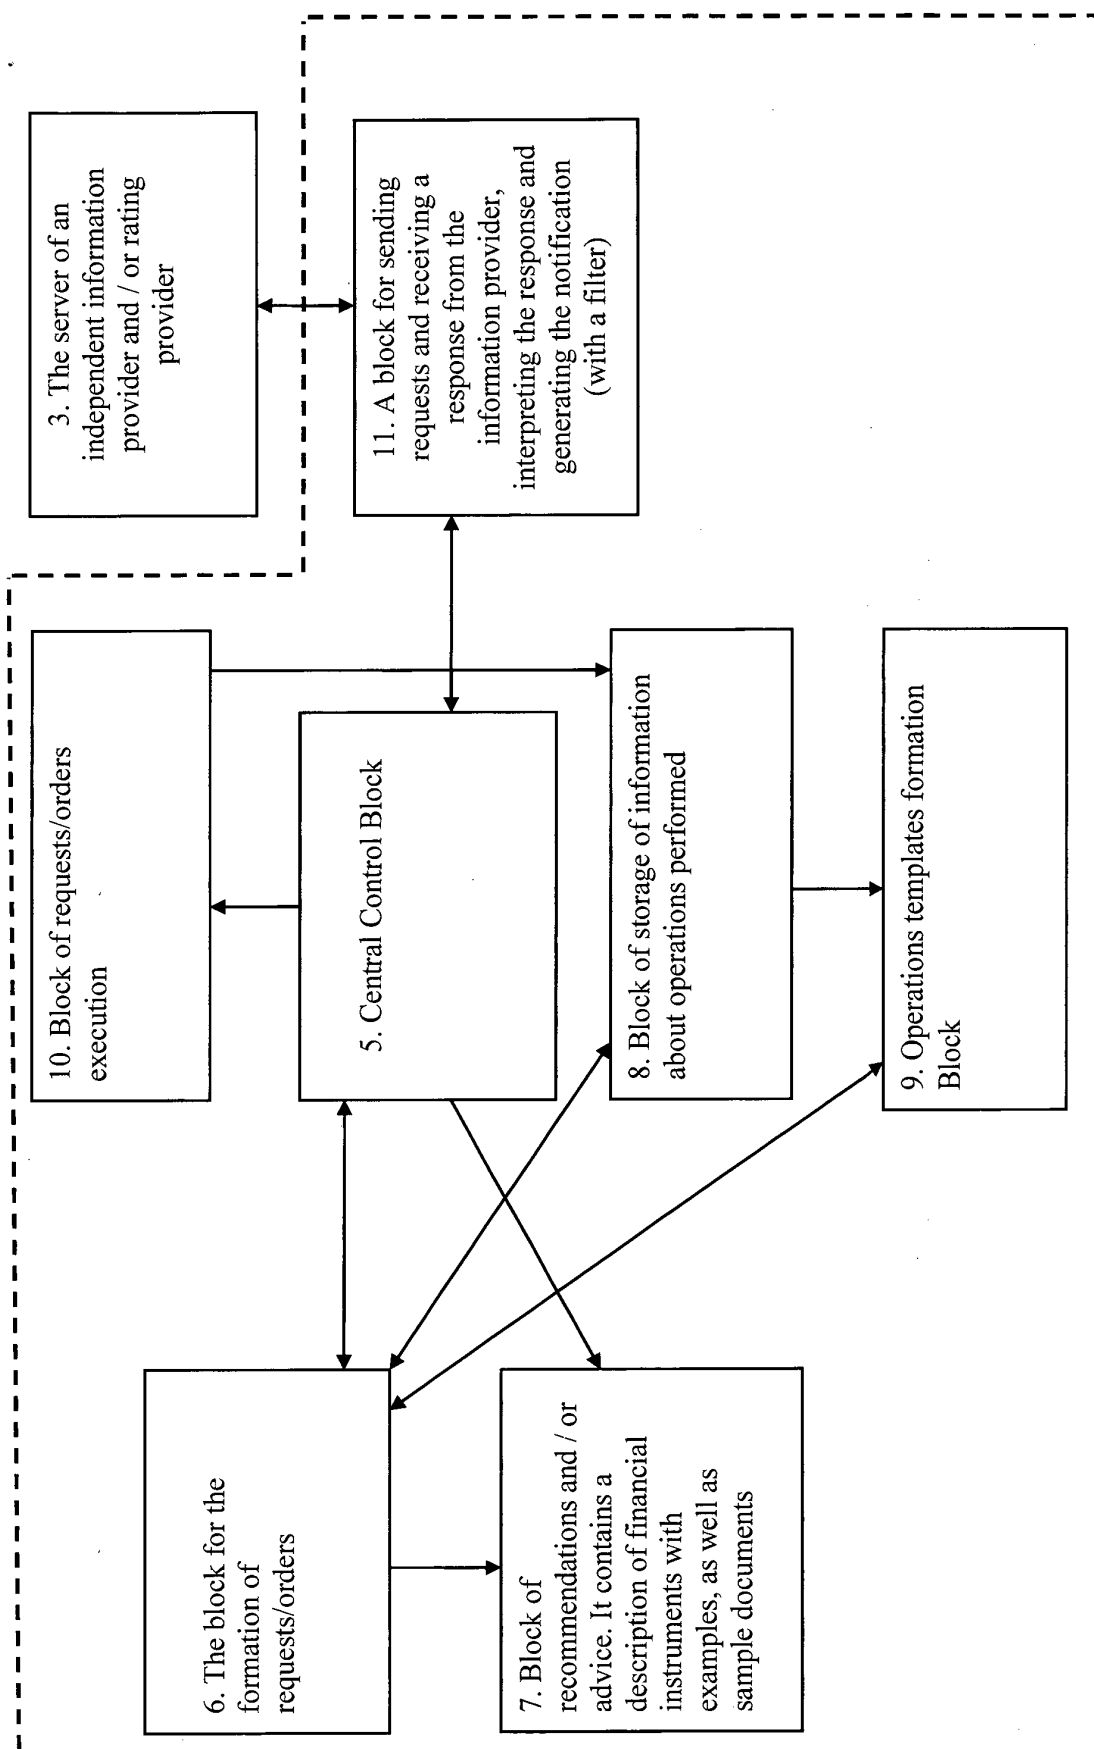 3. The server of an
independent information
provider and / or rating
provider
11. A block for sending
requests and receiving a
response from the
information provider,
interpreting the response and
generating the notification
(with a filter)
10. Block of requests/orders
execution
5. Central Control Block
8. Block of storage of information
about operations performed
9. Operations templates formation
Block
6. The block for the
formation of
requests/orders
7. Block of
recommendations and / or
advice. It contains a
description of financial
instruments with
examples, as well as
sample documents